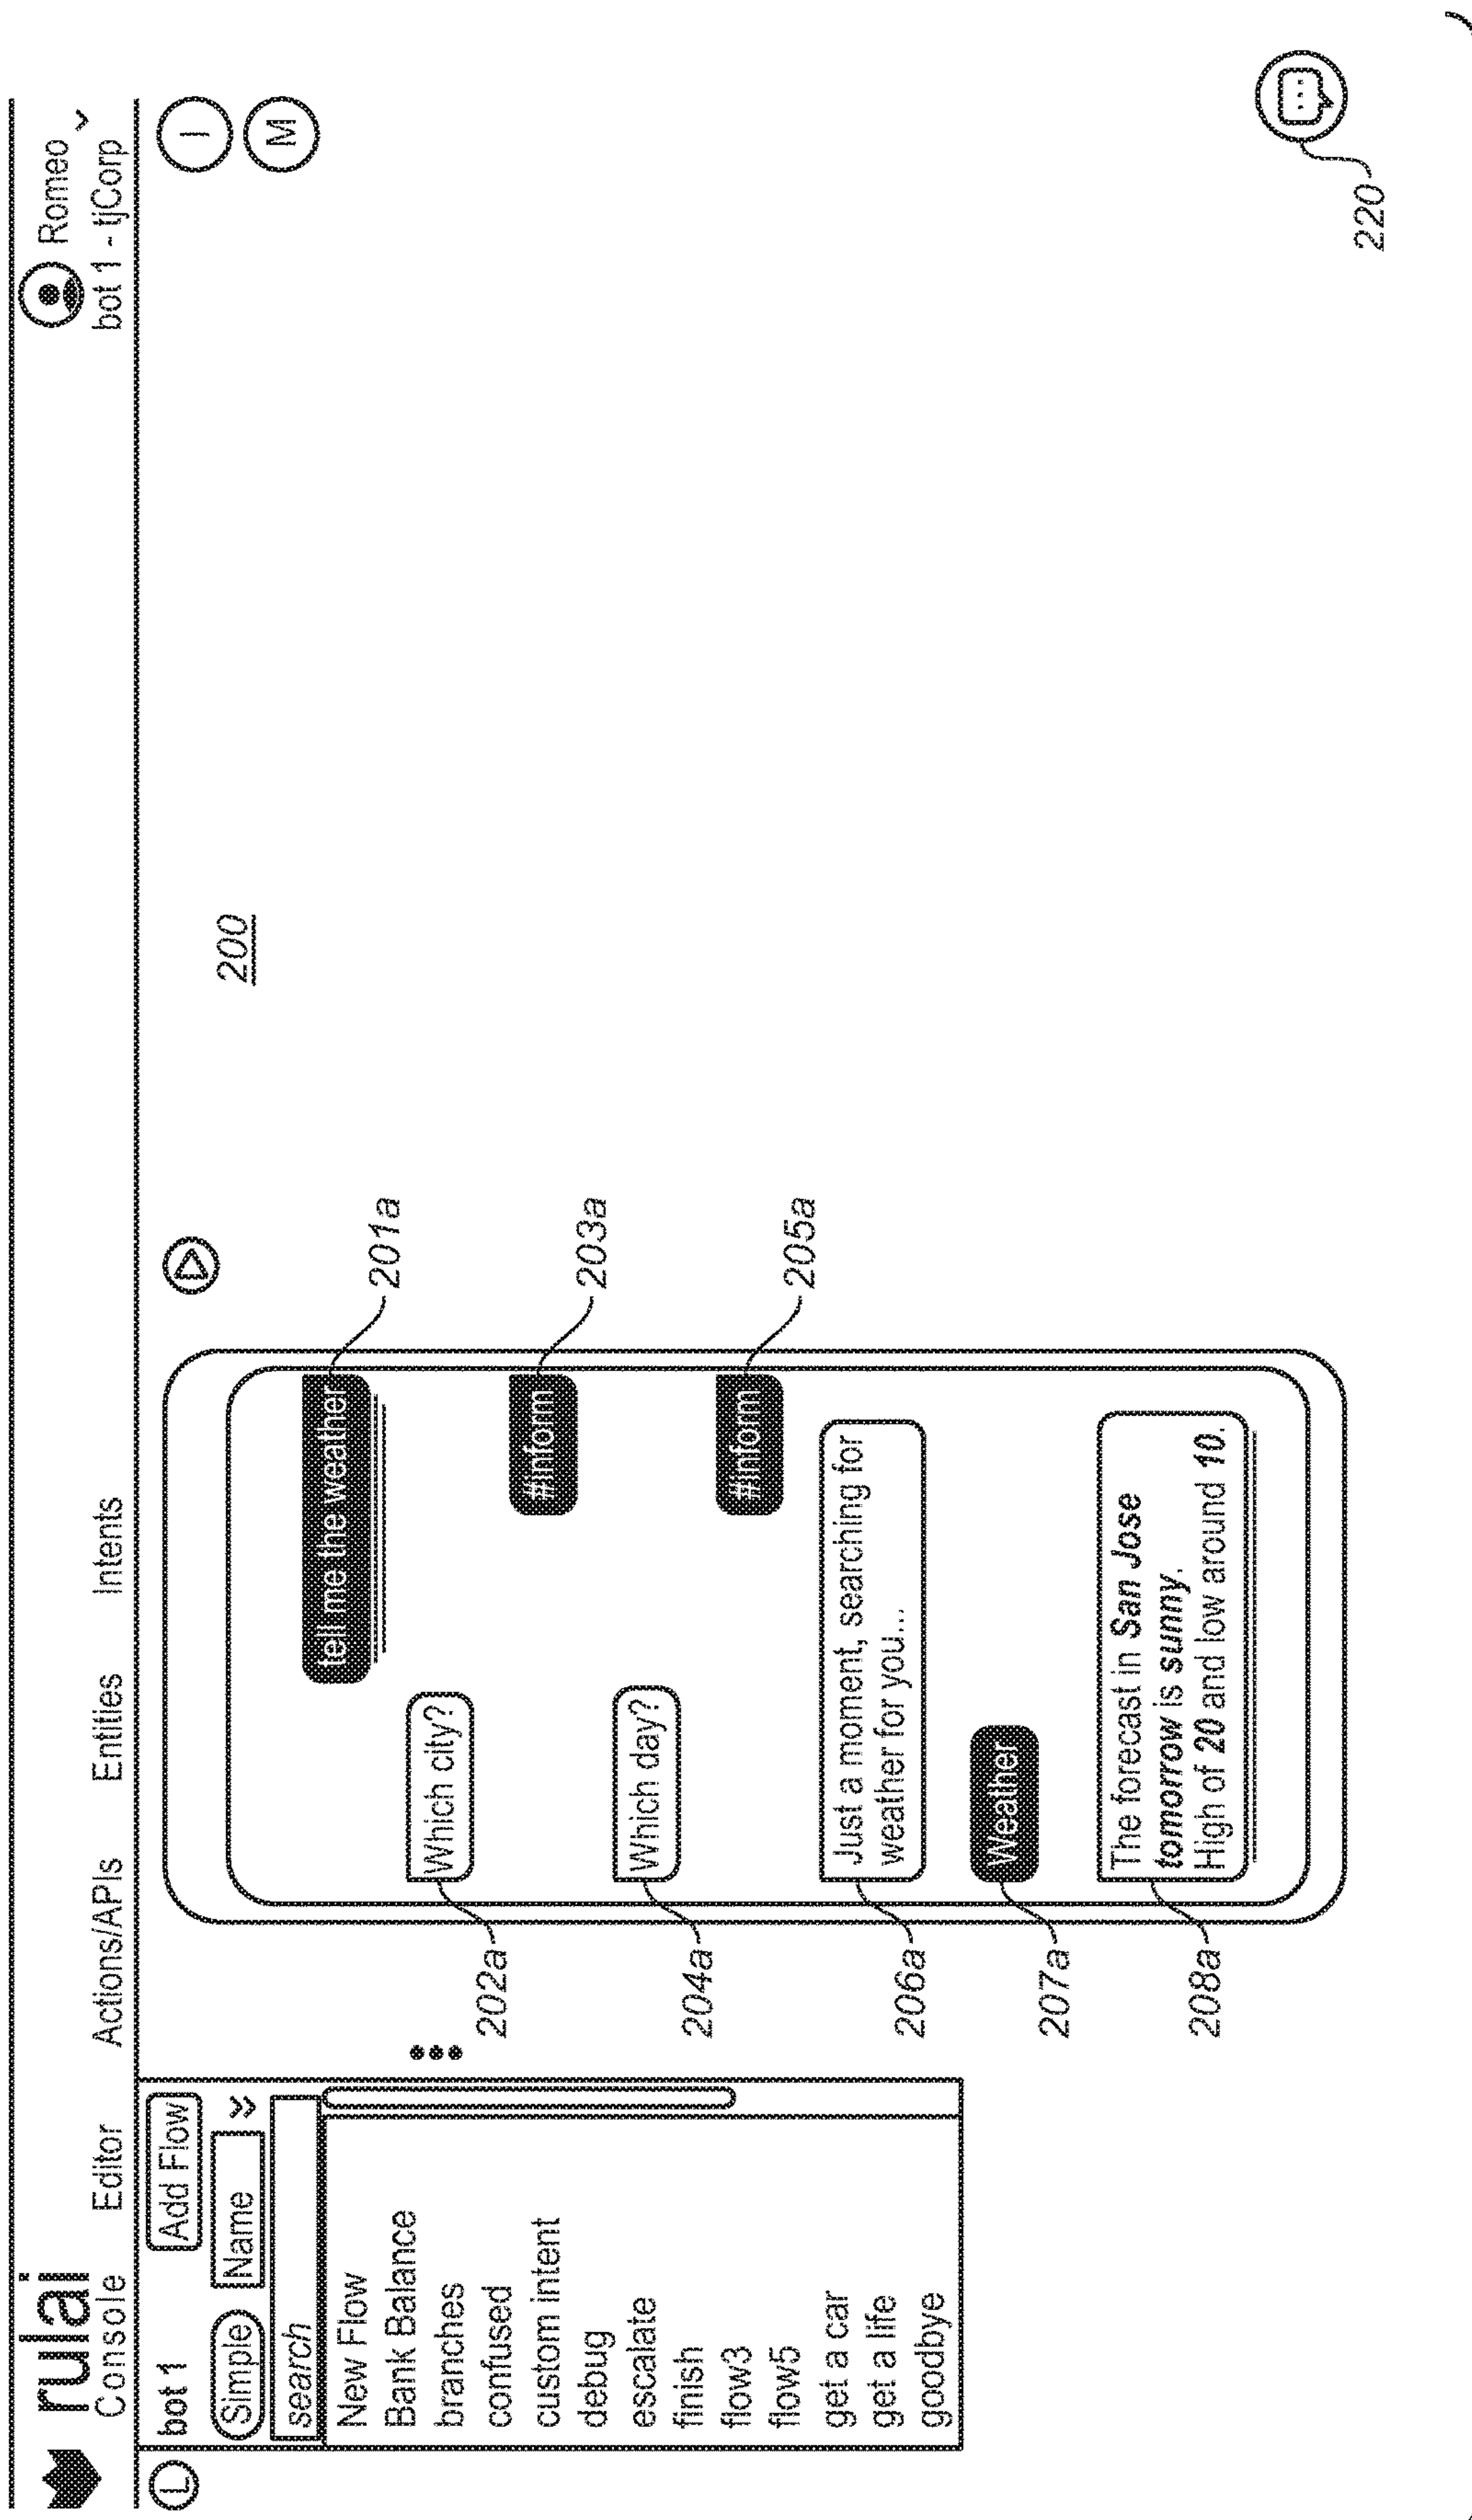 rulai
Console Editor Actions/APIs Entities Intents
Romeo
bot 1 - tjCorp
L
bot 1
Add Flow
Simple
Name
search
New Flow
Bank Balance
branches
confused
custom intent
debug
escalate
finish
flow3
flow5
get a car
get a life
goodbye
I
M
200
tell me the weather
201a
Which city?
202a
#inform
203a
Which day?
204a
#inform
205a
Just a moment, searching for
weather for you...
206a
Weather
207a
The forecast in San Jose
tomorrow is sunny.
High of 20 and low around 10.
208a
220